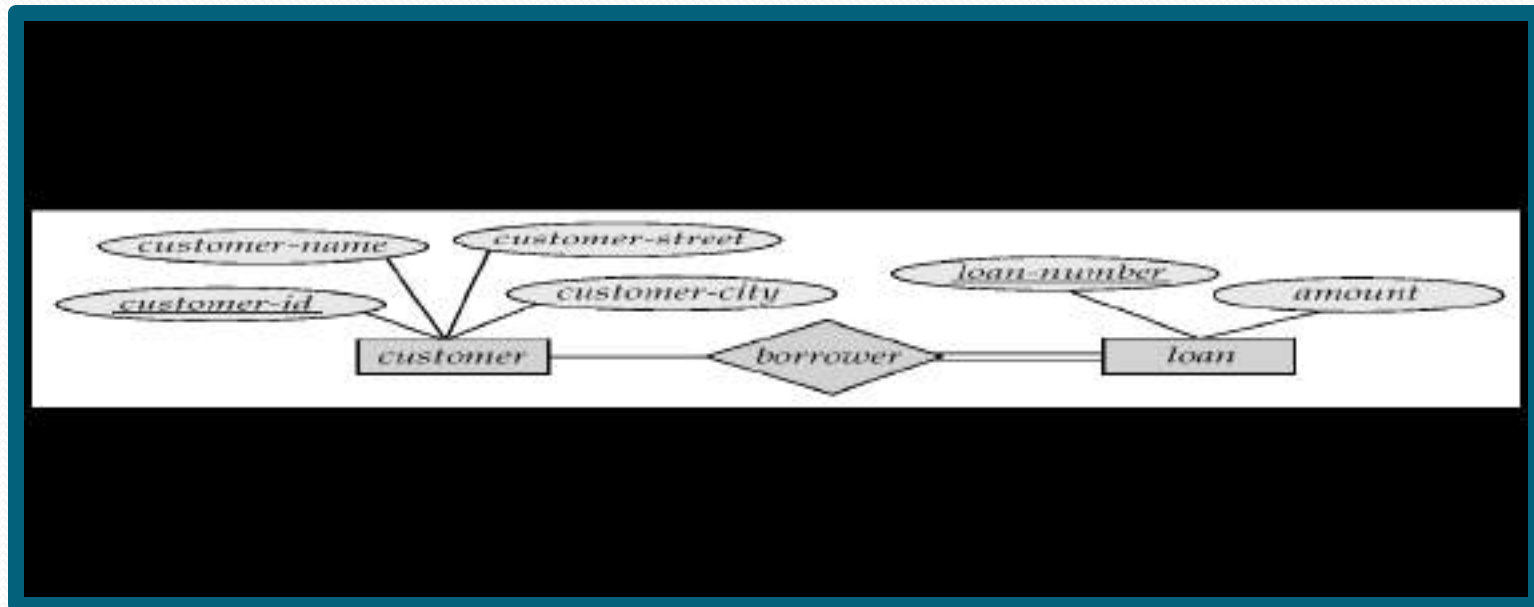 customer-name
customer-street
customer-id
customer-city
loan-number
amount
customer
borrower
loan